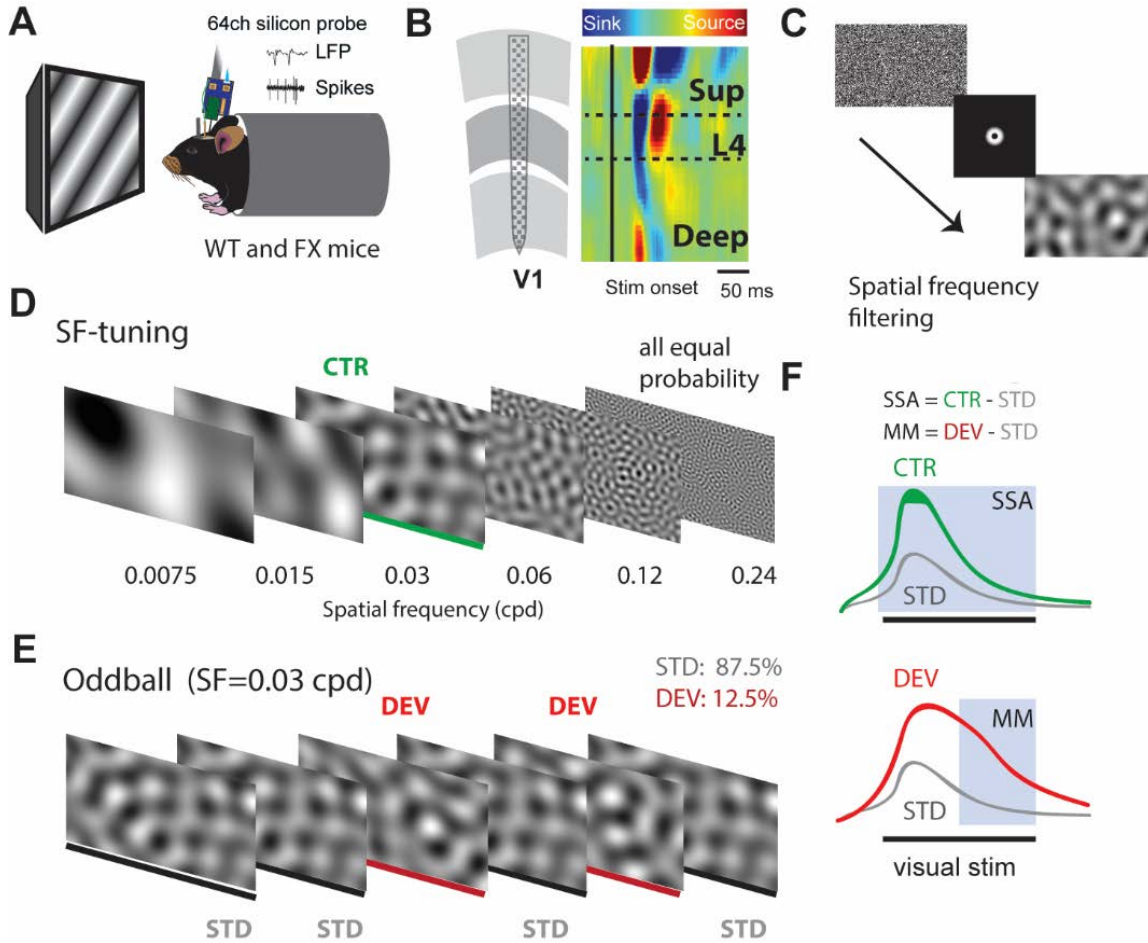 A
64ch silicon probe
LFP
Spikes
WT and FX mice
B
Sink Source
Sup
L4
Deep
V1
Stim onset 50 ms
C
Spatial frequency
filtering
D
SF-tuning
CTR
all equal
probability
0.0075 0.015 0.03 0.06 0.12 0.24
Spatial frequency (cpd)
E
Oddball (SF=0.03 cpd)
STD: 87.5%
DEV: 12.5%
DEV DEV
STD STD STD STD
F
SSA = CTR - STD
MM = DEV - STD
CTR
SSA
STD
DEV
MM
STD
visual stim